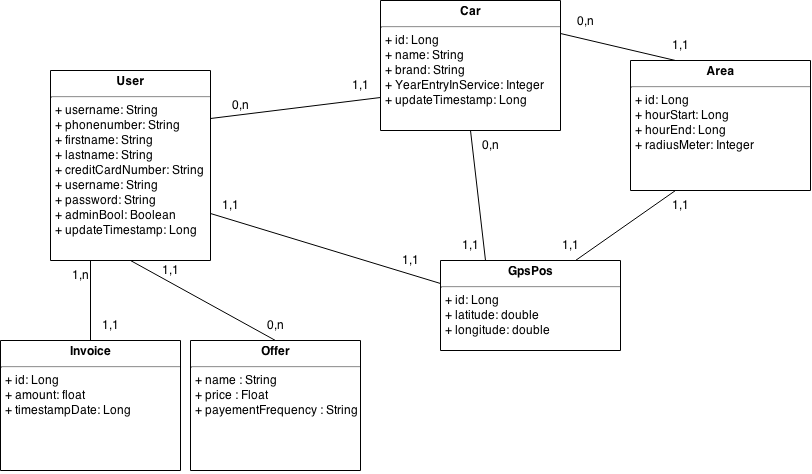 Car
+ id: Long
+ name: String
+ brand: String
+ YearEntryInService: Integer
+ updateTimestamp: Long
0,n
1,1
Area
+ id: Long
+ hourStart: Long
+ hourEnd: Long
+ radiusMeter: Integer
User
+ username: String
+ phonenumber: String
+ firstname: String
+ lastname: String
+ creditCardNumber: String
+ username: String
+ password: String
+ adminBool: Boolean
+ updateTimestamp: Long
0,n
1,1
0,n
1,1
1,1
1,1
1,1
1,1
GpsPos
+ id: Long
+ latitude: double
+ longitude: double
1,n
1,1
1,1
0,n
Invoice
+ id: Long
+ amount: float
+ timestampDate: Long
Offer
+ name : String
+ price : Float
+ payementFrequency : String